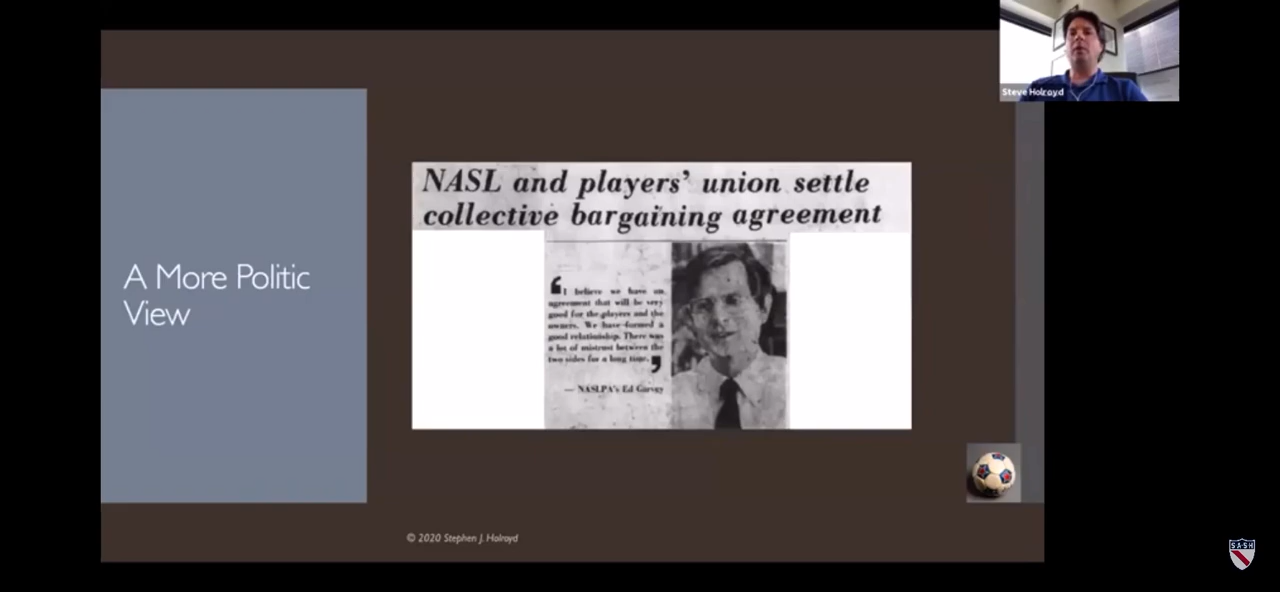 Steve Holroyd
NASL and players' union settle
collective bargaining agreement
A More Politic
View
❛I believe we have an
agreement that will be very
good for the players and the
owners. We have formed a
good relationship. There was
a lot of mistrust between the
two sides for a long time.❜
— NASLPA's Ed Garvey
© 2020 Stephen J. Holroyd
SASH